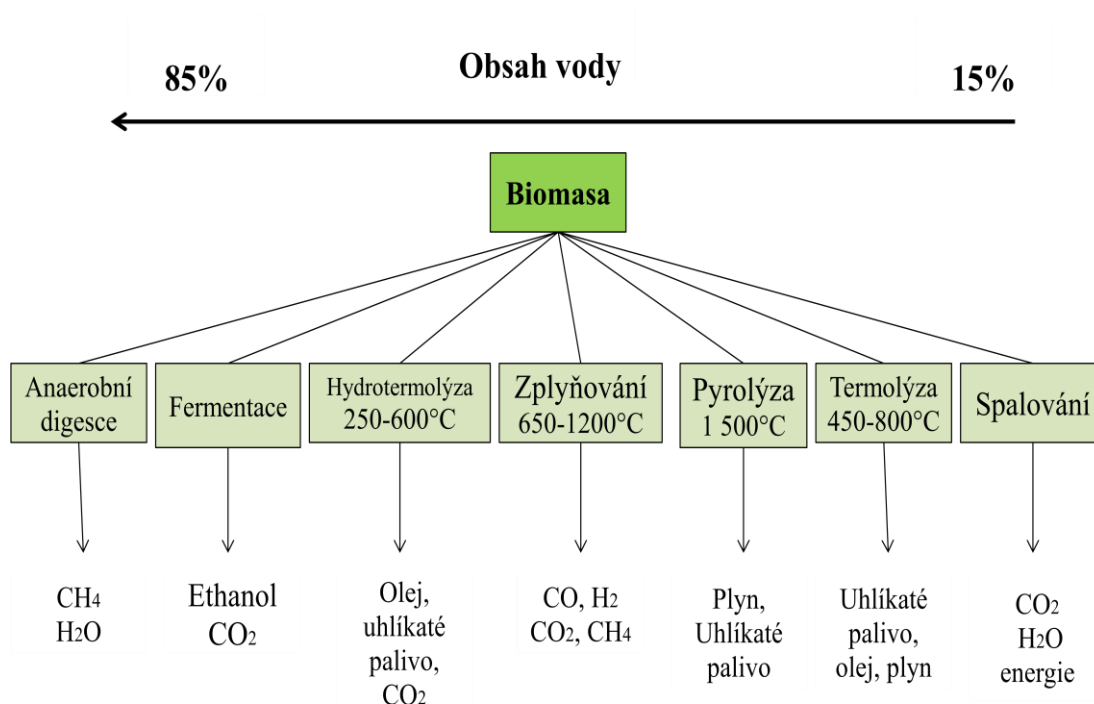 85%
Obsah vody
15%
Biomasa
Anaerobní
digesce
Fermentace
Hydrotermolýza
250-600°C
Zplyňování
650-1200°C
Pyrolýza
1 500°C
Termolýza
450-800°C
Spalování
CH4
H2O
Ethanol
CO2
Olej,
uhlíkaté
palivo,
CO2
CO, H2
CO2, CH4
Plyn,
Uhlíkaté
palivo
Uhlíkaté
palivo,
olej, plyn
CO2
H2O
energie